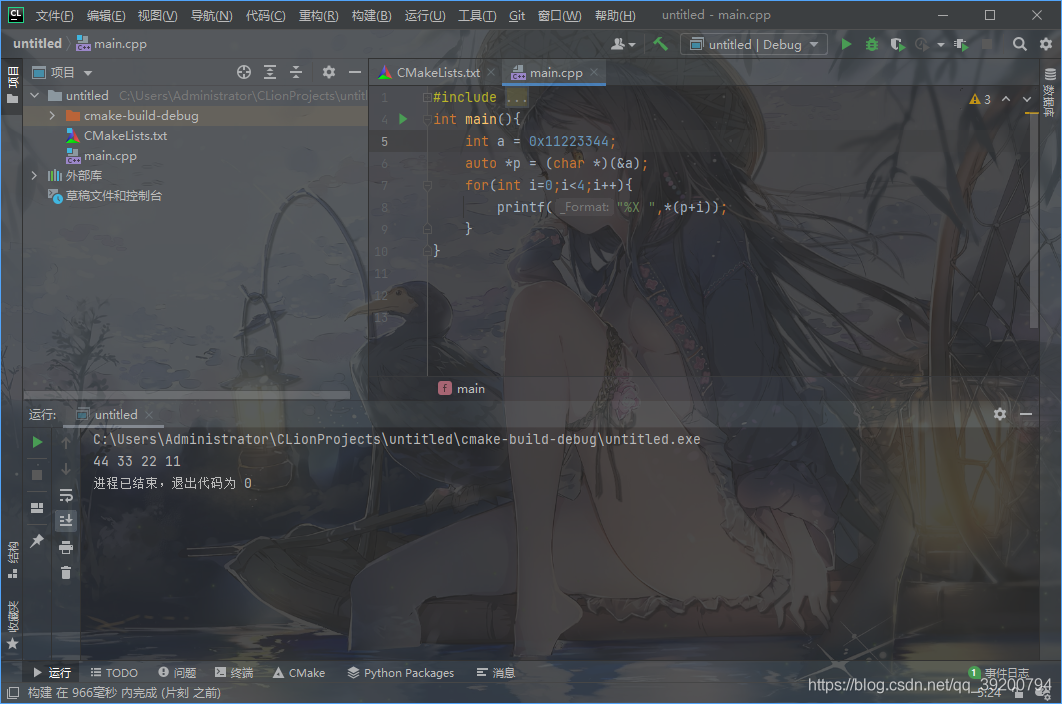 CL 文件(F) 编辑(E) 视图(V) 导航(N) 代码(C) 重构(R) 构建(B) 运行(U) 工具(T) Git 窗口(W) 帮助(H) untitled - main.cpp
untitled main.cpp untitled | Debug
项目 CMakeLists.txt main.cpp
untitled C:\Users\Administrator\CLionProjects\untitl
cmake-build-debug
CMakeLists.txt
main.cpp
外部库
草稿文件和控制台
项目
数据库
1 #include ...
4 int main(){
5 int a = 0x11223344;
6 auto *p = (char *)(&a);
7 for(int i=0;i<4;i++){
8 printf( _Format: "%X ",*(p+i));
9 }
10 }
11
12
13
3
f main
运行: untitled
C:\Users\Administrator\CLionProjects\untitled\cmake-build-debug\untitled.exe
44 33 22 11
进程已结束，退出代码为 0
结构
收藏夹
运行 TODO 问题 终端 CMake Python Packages 消息 1 事件日志
构建 在 966毫秒 内完成 (片刻 之前) 5:24
https://blog.csdn.net/qq_39200794